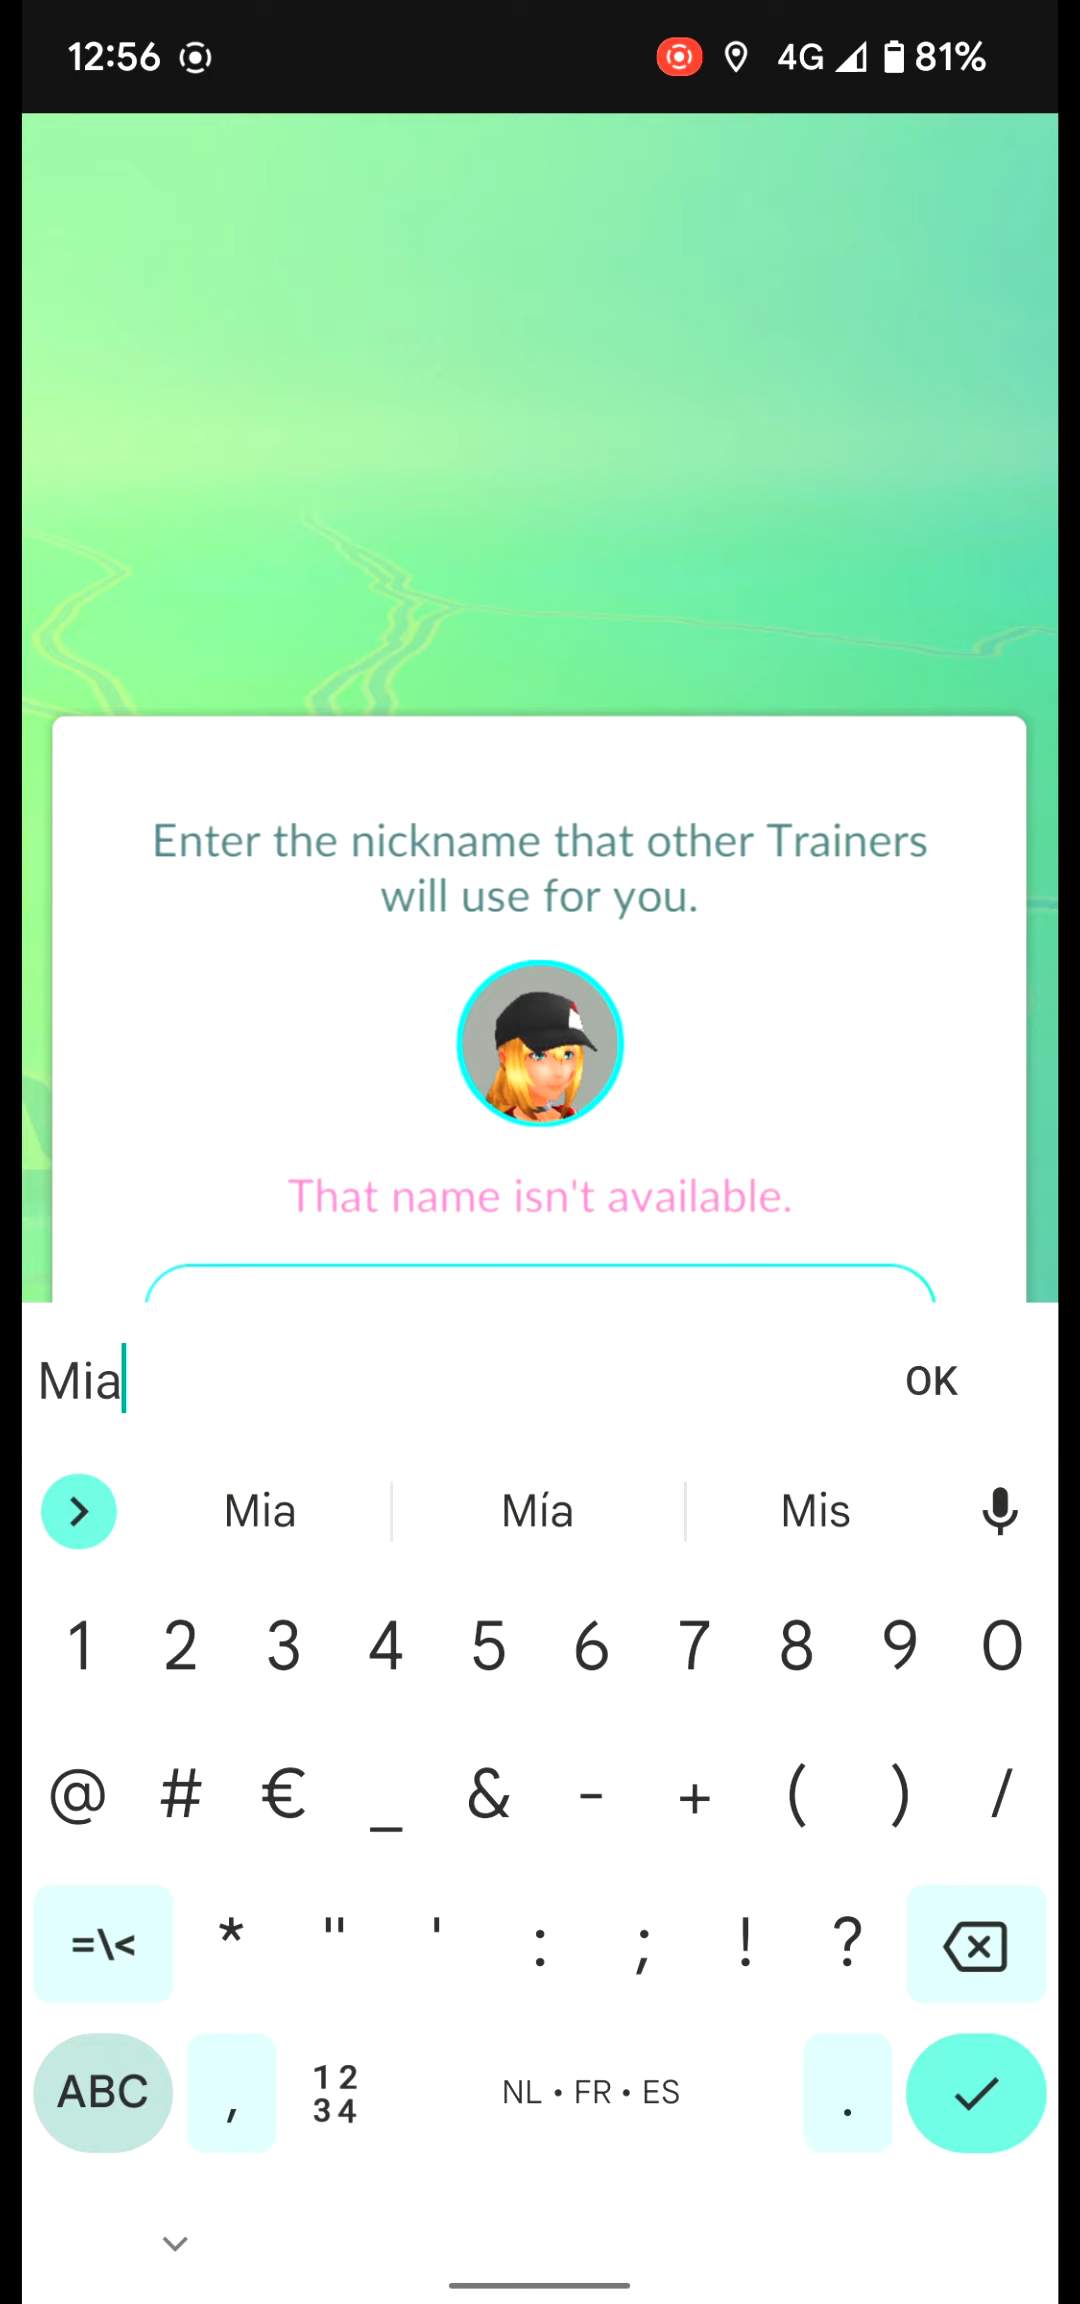 12:56 4G 81%
Enter the nickname that other Trainers
will use for you.
That name isn't available.
Mia OK
Mia Mía Mis
1 2 3 4 5 6 7 8 9 0
@ # € _ & - + ( ) /
=\< * " ' : ; ! ?
ABC , 12 34 NL • FR • ES .